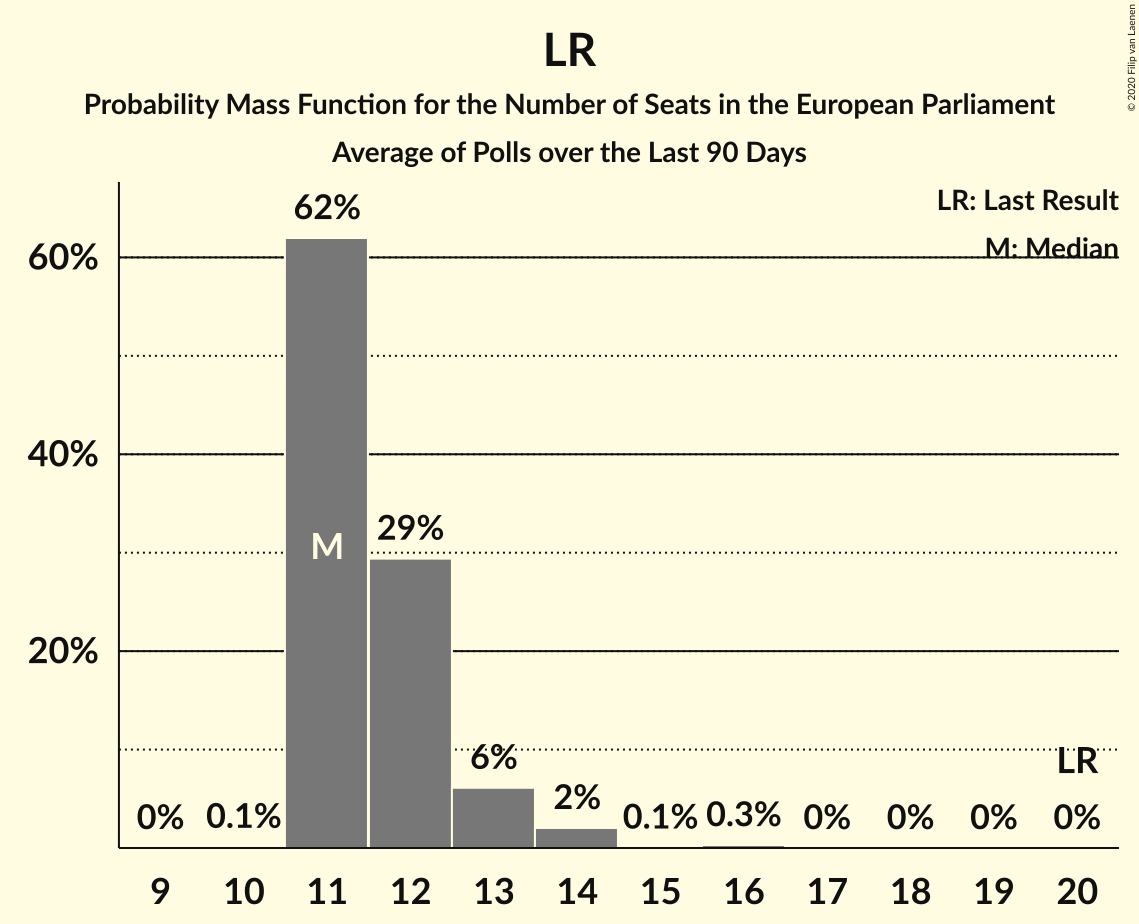 LR
Probability Mass Function for the Number of Seats in the European Parliament
Average of Polls over the Last 90 Days
© 2020 Filip van Laenen
LR: Last Result
M: Median
60%
40%
20%
62%
M
29%
6%
2%
0%
0.1%
0.1%
0.3%
0%
0%
0%
LR
0%
9 10 11 12 13 14 15 16 17 18 19 20